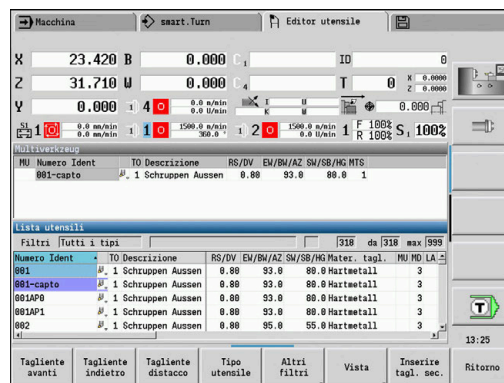 Macchina smart.Turn Editor utensile
X 23.420 B 0.000 C 1 ID 0
Z 31.710 U 0.000 C 4 T 0 X 0.0000 Z 0.0000
Y 0.000 1) 4 0.0 m/min 0.0 U/min I K U W 0.000
S1 1 0.0 mm/min 0.0 m/min 1) 1 1500.0 m/min 360.0 ° 1) 2 1500.0 m/min 0.0 U/min 1 F 100% R 100% S1 100%
Multiverkzeug
MU Numero Ident TO Descrizione RS/DV EW/BW/AZ SW/SB/HG MTS
001-capto 1 Schruppen Aussen 0.80 93.0 80.0 1
Lista utensili
Filtri Tutti i tipi 318 da 318 max 999
Numero Ident TO Descrizione RS/DV EW/BW/AZ SW/SB/HG Mater. tagl. MU MD LA
001 1 Schruppen Aussen 0.80 93.0 80.0 Hartmetall 3
001-capto 1 Schruppen Aussen 0.80 93.0 80.0 Hartmetall 3
001AP0 1 Schruppen Aussen 0.80 93.0 80.0 Hartmetall 3
001AP1 1 Schruppen Aussen 0.80 93.0 80.0 Hartmetall 3
002 1 Schruppen Aussen 0.80 95.0 55.0 Hartmetall 3
T
13:25
Tagliente avanti
Tagliente indietro
Tagliente distacco
Tipo utensile
Altri filtri
Vista
Inserire tagl. sec.
Ritorno